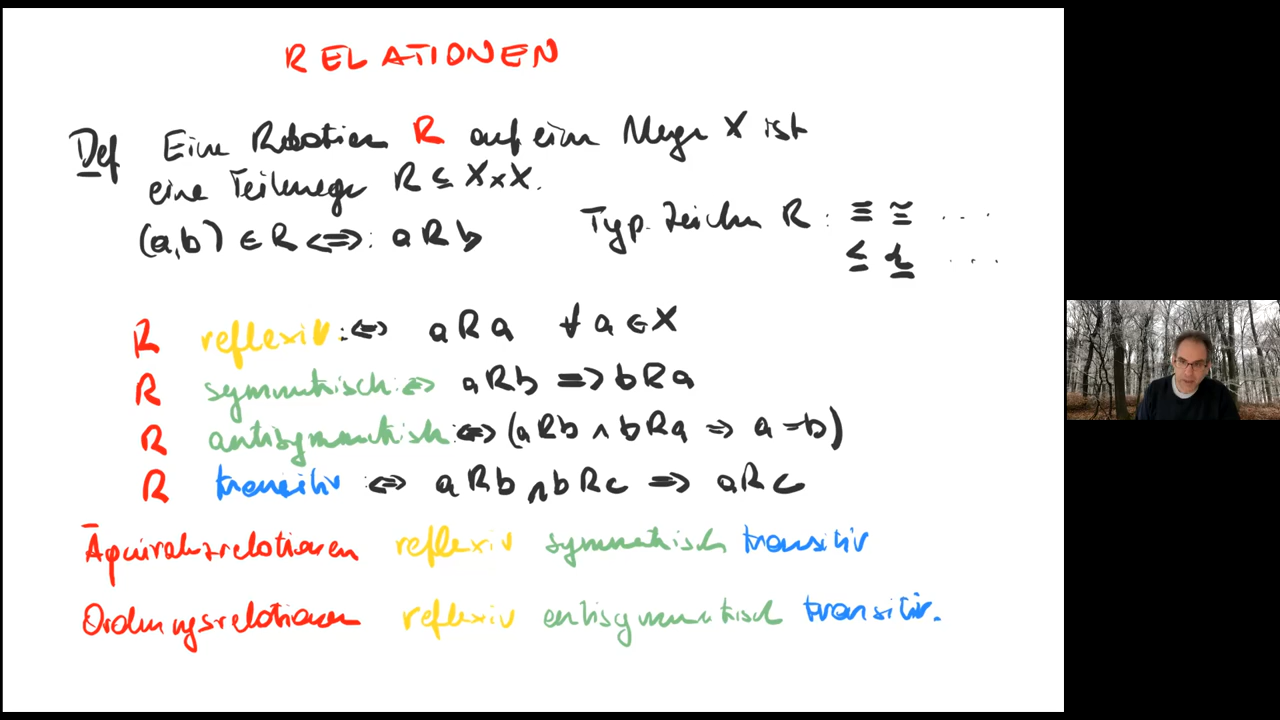 RELATIONEN
Def Eine Relation R auf einer Menge X ist
eine Teilmenge R ⊆ X×X.
(a,b) ∈ R ⇔: aRb
Typ. Zeichen R : ≡ ≅ ....
≤ ⊆ ...
R reflexiv :⇔ aRa ∀ a ∈ X
R symmetrisch :⇔ aRb ⇒ bRa
R antisymmetrisch :⇔ (aRb ∧ bRa ⇒ a=b)
R transitiv :⇔ aRb ∧ bRc ⇒ aRc
Äquivalenzrelationen reflexiv symmetrisch transitiv
Ordnungsrelationen reflexiv antisymmetrisch transitiv.